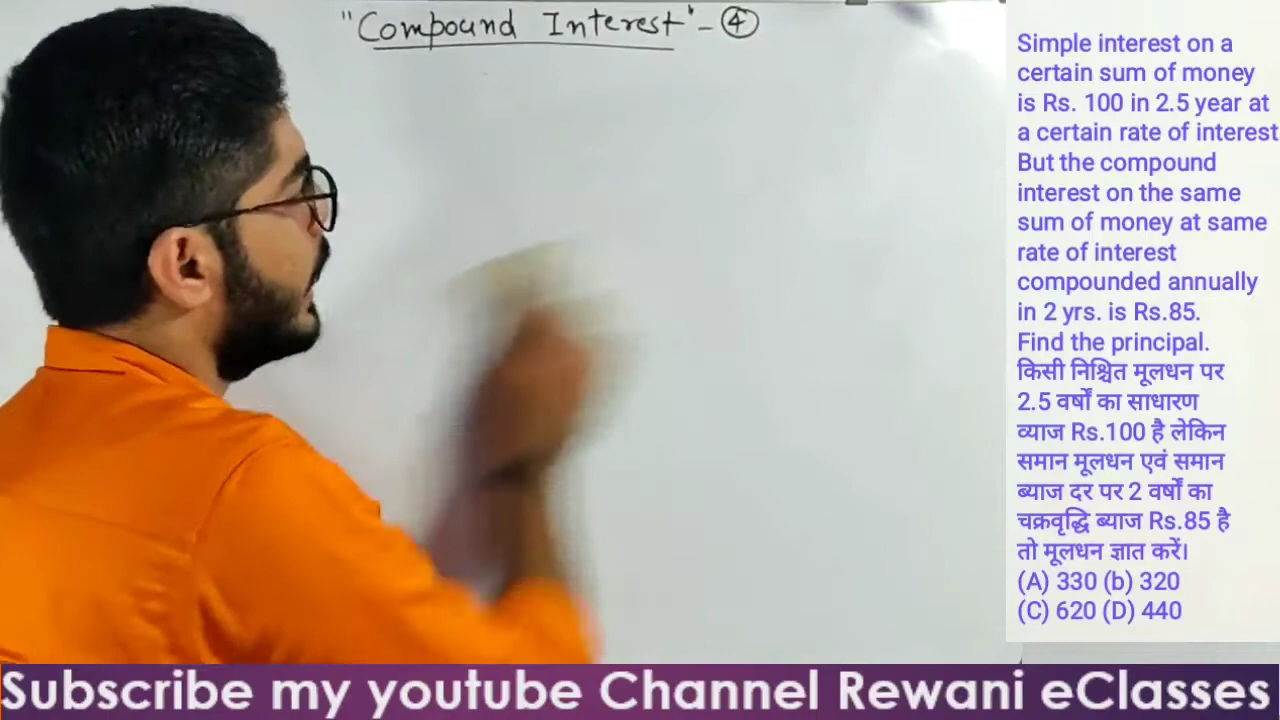 "Compound Interest" - ④
Simple interest on a
certain sum of money
is Rs. 100 in 2.5 year at
a certain rate of interest
But the compound
interest on the same
sum of money at same
rate of interest
compounded annually
in 2 yrs. is Rs.85.
Find the principal.
किसी निश्चित मूलधन पर
2.5 वर्षों का साधारण
व्याज Rs.100 है लेकिन
समान मूलधन एवं समान
ब्याज दर पर 2 वर्षों का
चक्रवृद्धि ब्याज Rs.85 है
तो मूलधन ज्ञात करें।
(A) 330 (b) 320
(C) 620 (D) 440
Subscribe my youtube Channel Rewani eClasses